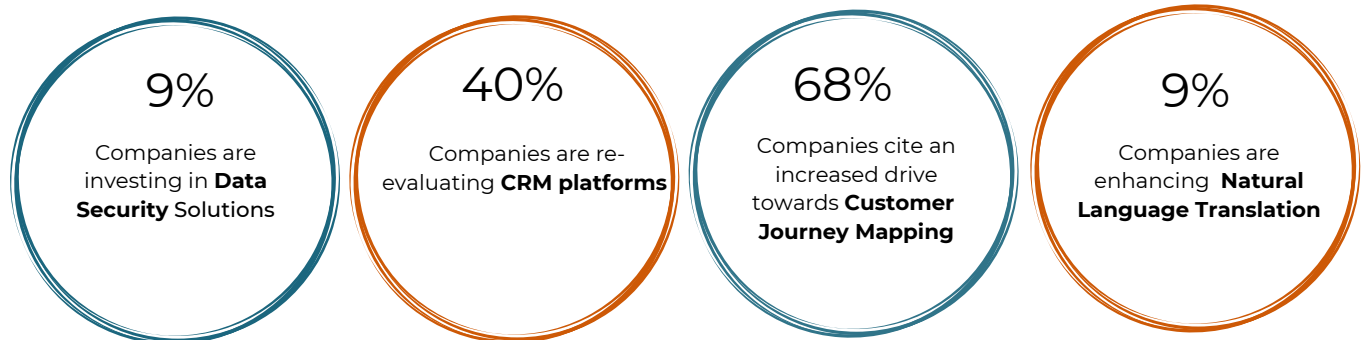 9%
Companies are
investing in Data
Security Solutions
40%
Companies are re-
evaluating CRM platforms
68%
Companies cite an
increased drive
towards Customer
Journey Mapping
9%
Companies are
enhancing Natural
Language Translation